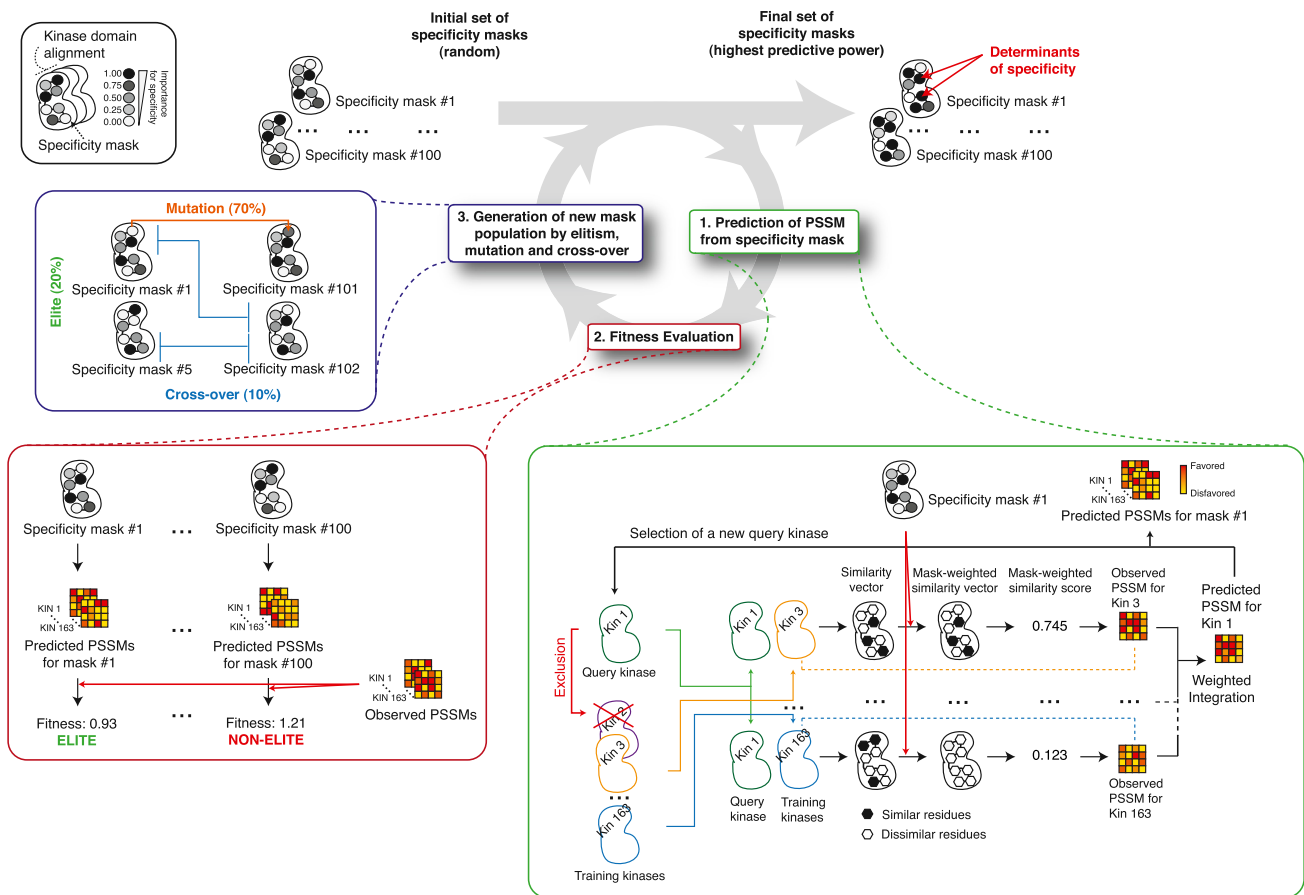 Kinase domain
alignment
1.00
0.75
0.50
0.25
0.00
Importance
for specificity
Specificity mask
Initial set of
specificity masks
(random)
Specificity mask #1
... ... ...
Specificity mask #100
Final set of
specificity masks
(highest predictive power)
Determinants
of specificity
Specificity mask #1
... ... ...
Specificity mask #100
3. Generation of new mask
population by elitism,
mutation and cross-over
1. Prediction of PSSM
from specificity mask
2. Fitness Evaluation
Mutation (70%)
Elite (20%)
Specificity mask #1
Specificity mask #101
Specificity mask #5
Specificity mask #102
Cross-over (10%)
Specificity mask #1
...
Specificity mask #100
KIN 1
KIN 163
Predicted PSSMs
for mask #1
...
KIN 1
KIN 163
Predicted PSSMs
for mask #100
KIN 1
KIN 163
Observed PSSMs
Fitness: 0.93
ELITE
...
Fitness: 1.21
NON-ELITE
Specificity mask #1
KIN 1
KIN 163
Favored
Disfavored
Predicted PSSMs for mask #1
Selection of a new query kinase
Similarity
vector
Mask-weighted
similarity vector
Mask-weighted
similarity score
Observed
PSSM for
Kin 3
Predicted
PSSM for
Kin 1
Kin 1
Query kinase
Exclusion
Kin 2
Kin 3
...
Kin 163
Training kinases
Kin 1
Kin 3
0.745
Weighted
Integration
... ... ... ... ...
Kin 1
Kin 163
0.123
Query
kinase
Training
kinases
Observed
PSSM for
Kin 163
Similar residues
Dissimilar residues